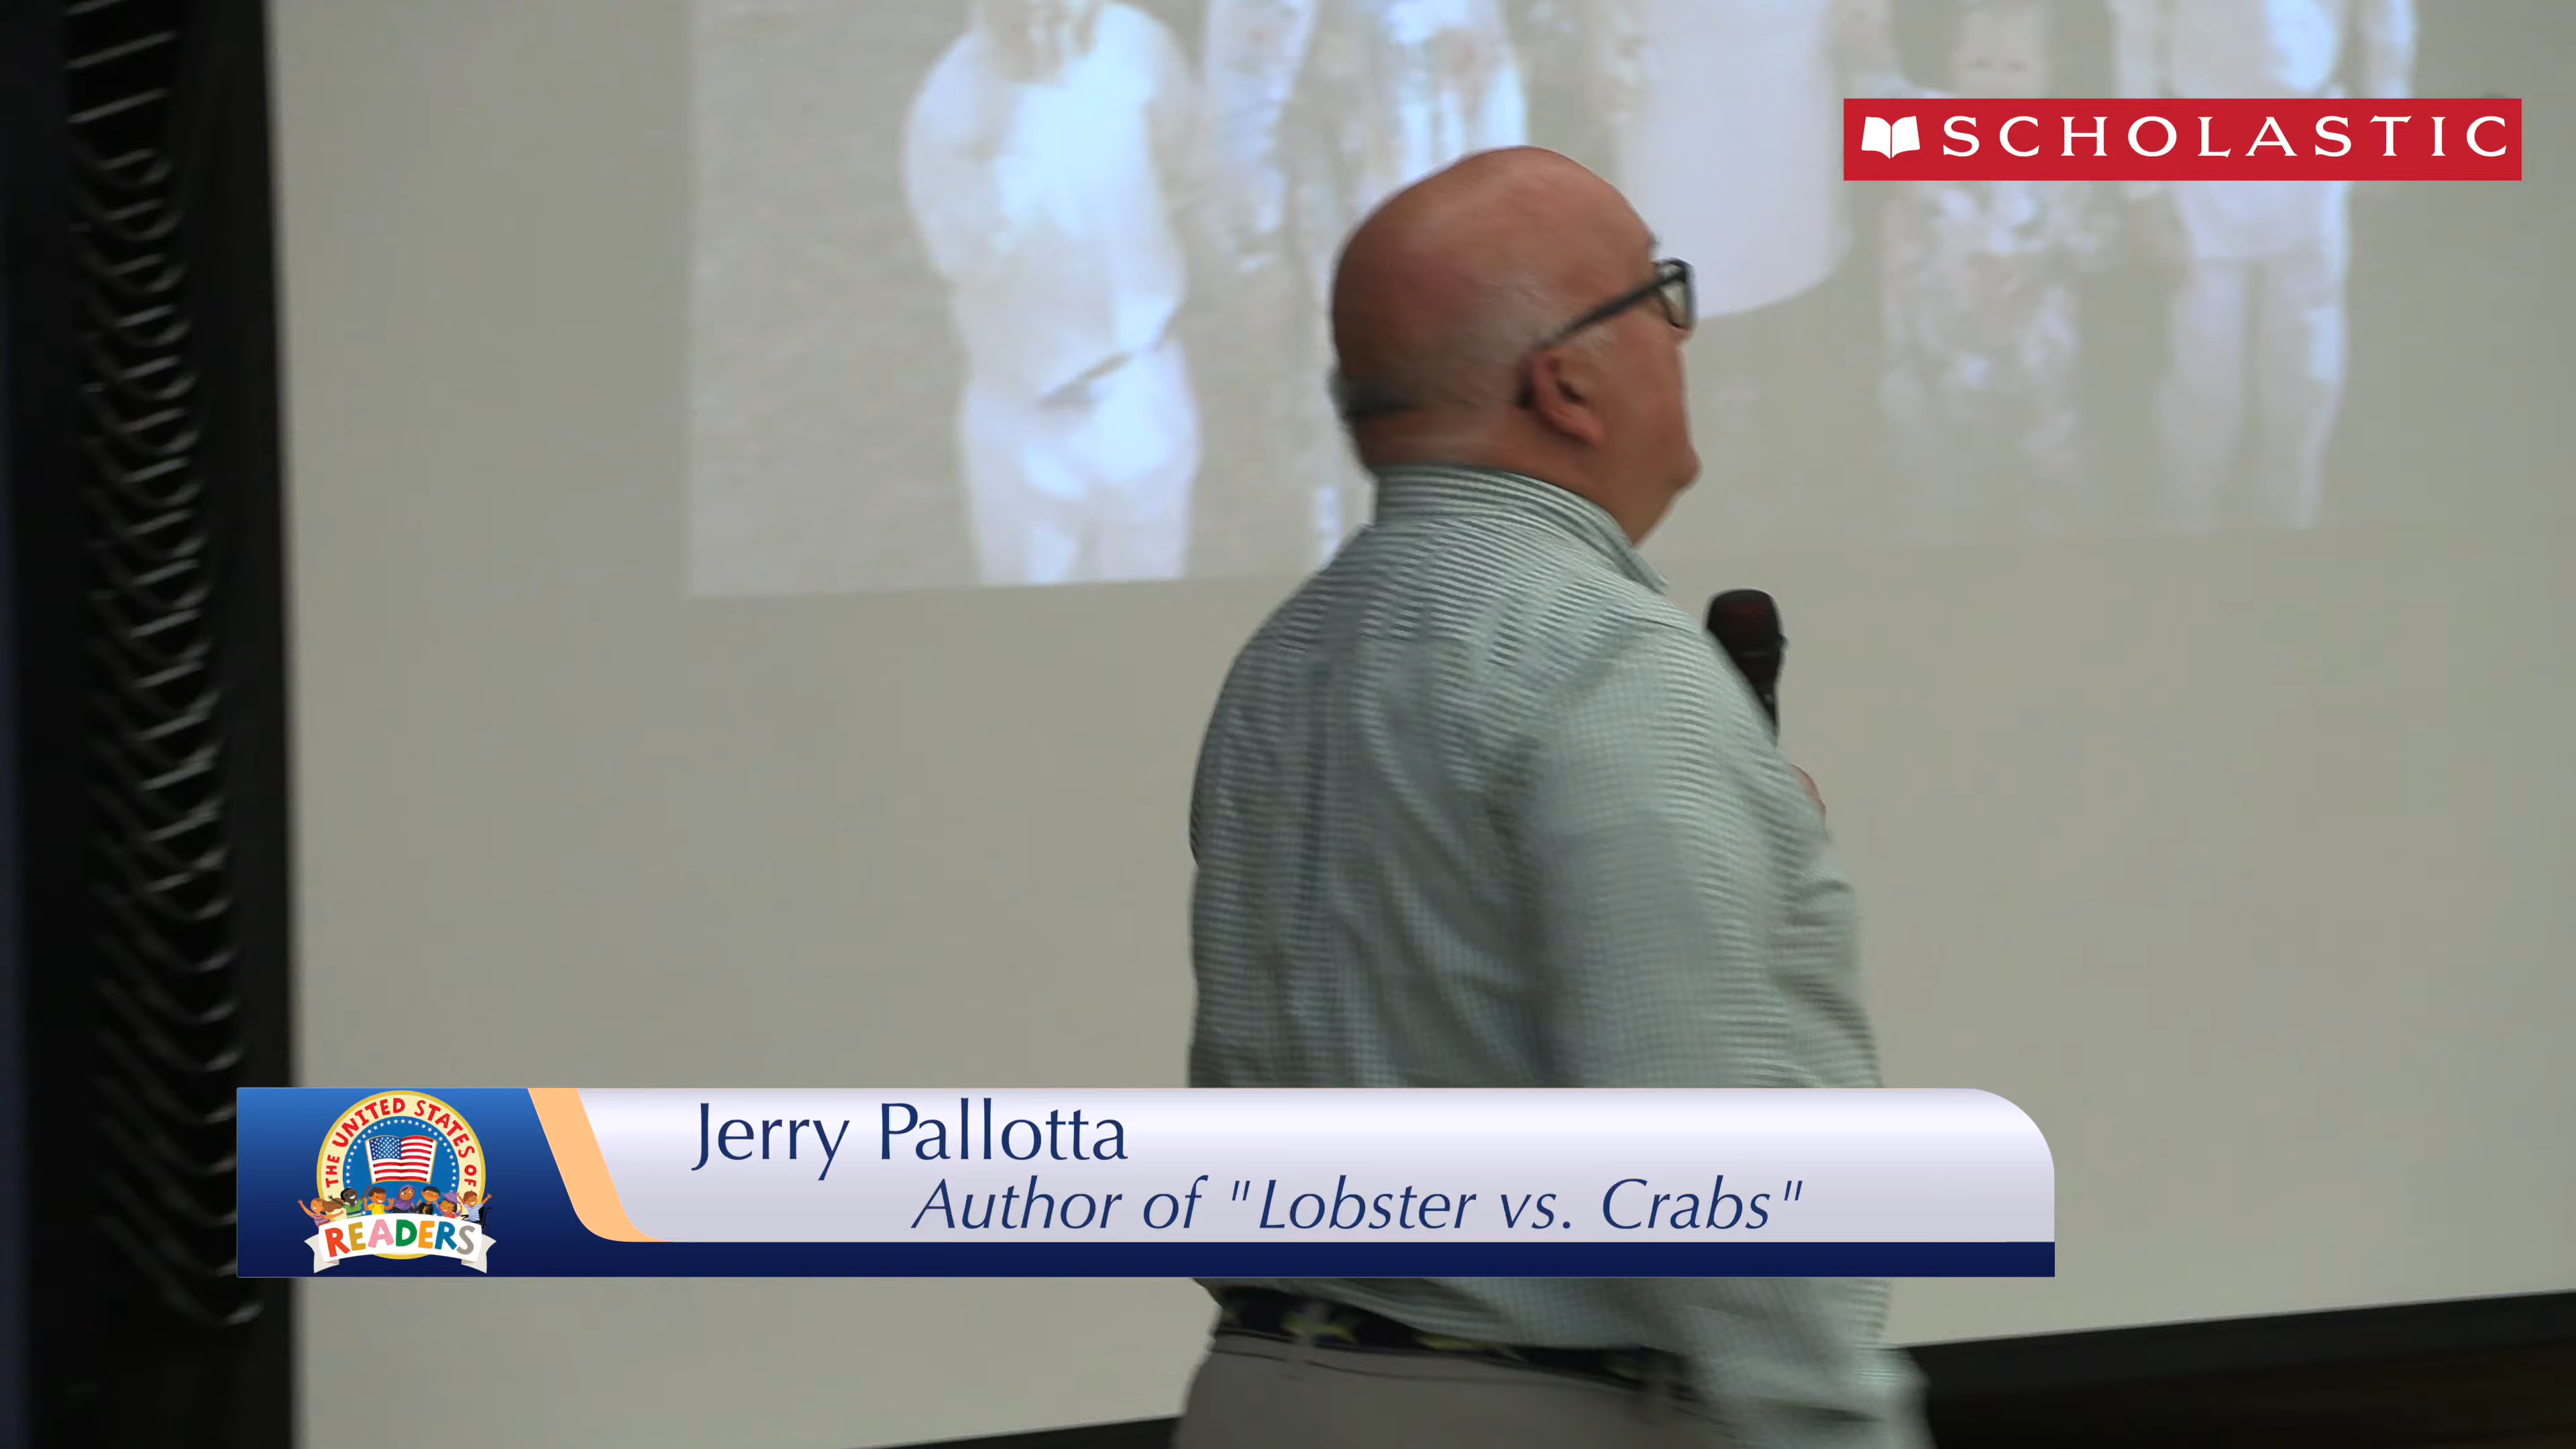 SCHOLASTIC
Jerry Pallotta
Author of "Lobster vs. Crabs"
THE UNITED STATES OF
READERS